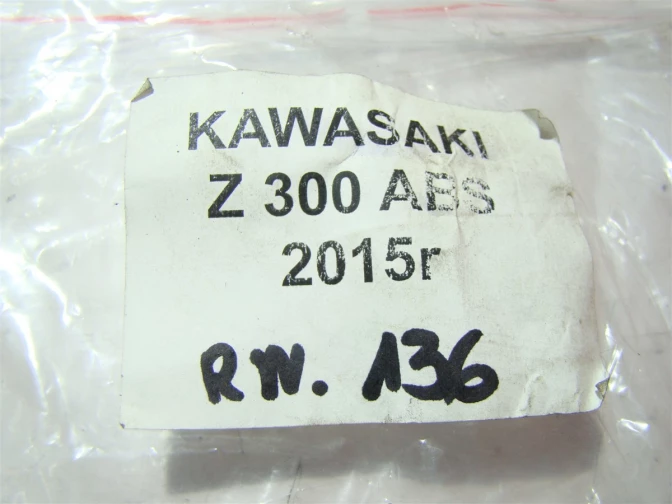 KAWASAKI
Z 300 ABS
2015r
RW. 136